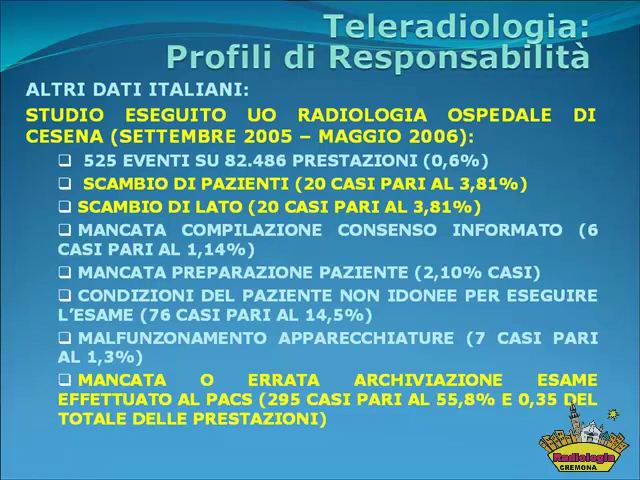 Teleradiologia:
Profili di Responsabilità
ALTRI DATI ITALIANI:
STUDIO ESEGUITO UO RADIOLOGIA OSPEDALE DI
CESENA (SETTEMBRE 2005 – MAGGIO 2006):
❑ 525 EVENTI SU 82.486 PRESTAZIONI (0,6%)
❑ SCAMBIO DI PAZIENTI (20 CASI PARI AL 3,81%)
❑ SCAMBIO DI LATO (20 CASI PARI AL 3,81%)
❑ MANCATA COMPILAZIONE CONSENSO INFORMATO (6
CASI PARI AL 1,14%)
❑ MANCATA PREPARAZIONE PAZIENTE (2,10% CASI)
❑ CONDIZIONI DEL PAZIENTE NON IDONEE PER ESEGUIRE
L’ESAME (76 CASI PARI AL 14,5%)
❑ MALFUNZONAMENTO APPARECCHIATURE (7 CASI PARI
AL 1,3%)
❑ MANCATA O ERRATA ARCHIVIAZIONE ESAME
EFFETTUATO AL PACS (295 CASI PARI AL 55,8% E 0,35 DEL
TOTALE DELLE PRESTAZIONI)
Radiologia
CREMONA